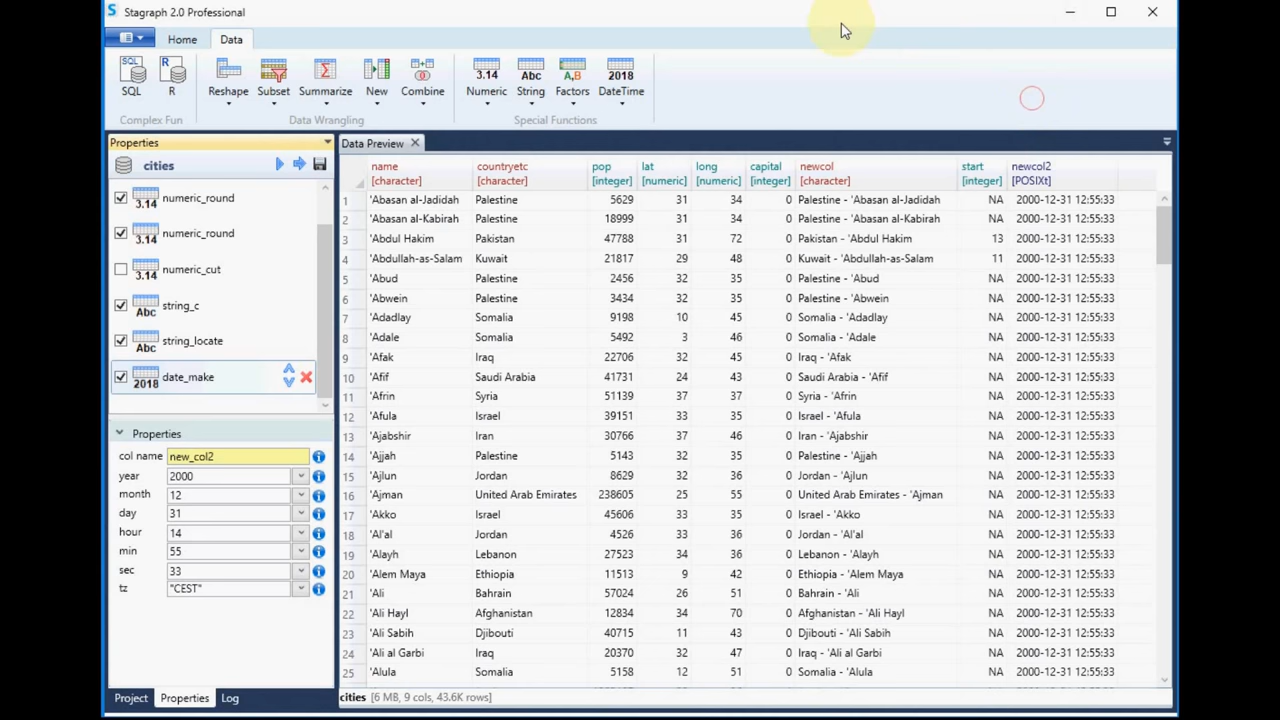 Stagraph 2.0 Professional
Home Data
SQL R Reshape Subset Summarize New Combine Numeric String Factors DateTime
SQL R 3.14 Abc A,B 2018
Complex Fun Data Wrangling Special Functions
Properties
Data Preview
cities
3.14 numeric_round
3.14 numeric_round
3.14 numeric_cut
Abc string_c
Abc string_locate
2018 date_make
Properties
col name new_col2
year 2000
month 12
day 31
hour 14
min 55
sec 33
tz "CEST"
Project Properties Log
name countryetc pop lat long capital newcol start newcol2
[character] [character] [integer] [numeric] [numeric] [integer] [character] [integer] [POSIXt]
1 'Abasan al-Jadidah Palestine 5629 31 34 0 Palestine - 'Abasan al-Jadidah NA 2000-12-31 12:55:33
2 'Abasan al-Kabirah Palestine 18999 31 34 0 Palestine - 'Abasan al-Kabirah NA 2000-12-31 12:55:33
3 'Abdul Hakim Pakistan 47788 31 72 0 Pakistan - 'Abdul Hakim 13 2000-12-31 12:55:33
4 'Abdullah-as-Salam Kuwait 21817 29 48 0 Kuwait - 'Abdullah-as-Salam 11 2000-12-31 12:55:33
5 'Abud Palestine 2456 32 35 0 Palestine - 'Abud NA 2000-12-31 12:55:33
6 'Abwein Palestine 3434 32 35 0 Palestine - 'Abwein NA 2000-12-31 12:55:33
7 'Adadlay Somalia 9198 10 45 0 Somalia - 'Adadlay NA 2000-12-31 12:55:33
8 'Adale Somalia 5492 3 46 0 Somalia - 'Adale NA 2000-12-31 12:55:33
9 'Afak Iraq 22706 32 45 0 Iraq - 'Afak NA 2000-12-31 12:55:33
10 'Afif Saudi Arabia 41731 24 43 0 Saudi Arabia - 'Afif NA 2000-12-31 12:55:33
11 'Afrin Syria 51139 37 37 0 Syria - 'Afrin NA 2000-12-31 12:55:33
12 'Afula Israel 39151 33 35 0 Israel - 'Afula NA 2000-12-31 12:55:33
13 'Ajabshir Iran 30766 37 46 0 Iran - 'Ajabshir NA 2000-12-31 12:55:33
14 'Ajjah Palestine 5143 32 35 0 Palestine - 'Ajjah NA 2000-12-31 12:55:33
15 'Ajlun Jordan 8629 32 36 0 Jordan - 'Ajlun NA 2000-12-31 12:55:33
16 'Ajman United Arab Emirates 238605 25 55 0 United Arab Emirates - 'Ajman NA 2000-12-31 12:55:33
17 'Akko Israel 45606 33 35 0 Israel - 'Akko NA 2000-12-31 12:55:33
18 'Al'al Jordan 4526 33 36 0 Jordan - 'Al'al NA 2000-12-31 12:55:33
19 'Alayh Lebanon 27523 34 36 0 Lebanon - 'Alayh NA 2000-12-31 12:55:33
20 'Alem Maya Ethiopia 11513 9 42 0 Ethiopia - 'Alem Maya NA 2000-12-31 12:55:33
21 'Ali Bahrain 57024 26 51 0 Bahrain - 'Ali NA 2000-12-31 12:55:33
22 'Ali Hayl Afghanistan 12834 34 70 0 Afghanistan - 'Ali Hayl NA 2000-12-31 12:55:33
23 'Ali Sabih Djibouti 40715 11 43 0 Djibouti - 'Ali Sabih NA 2000-12-31 12:55:33
24 'Ali al Garbi Iraq 20370 32 47 0 Iraq - 'Ali al Garbi NA 2000-12-31 12:55:33
25 'Alula Somalia 5158 12 51 0 Somalia - 'Alula NA 2000-12-31 12:55:33
cities [6 MB, 9 cols, 43.6K rows]